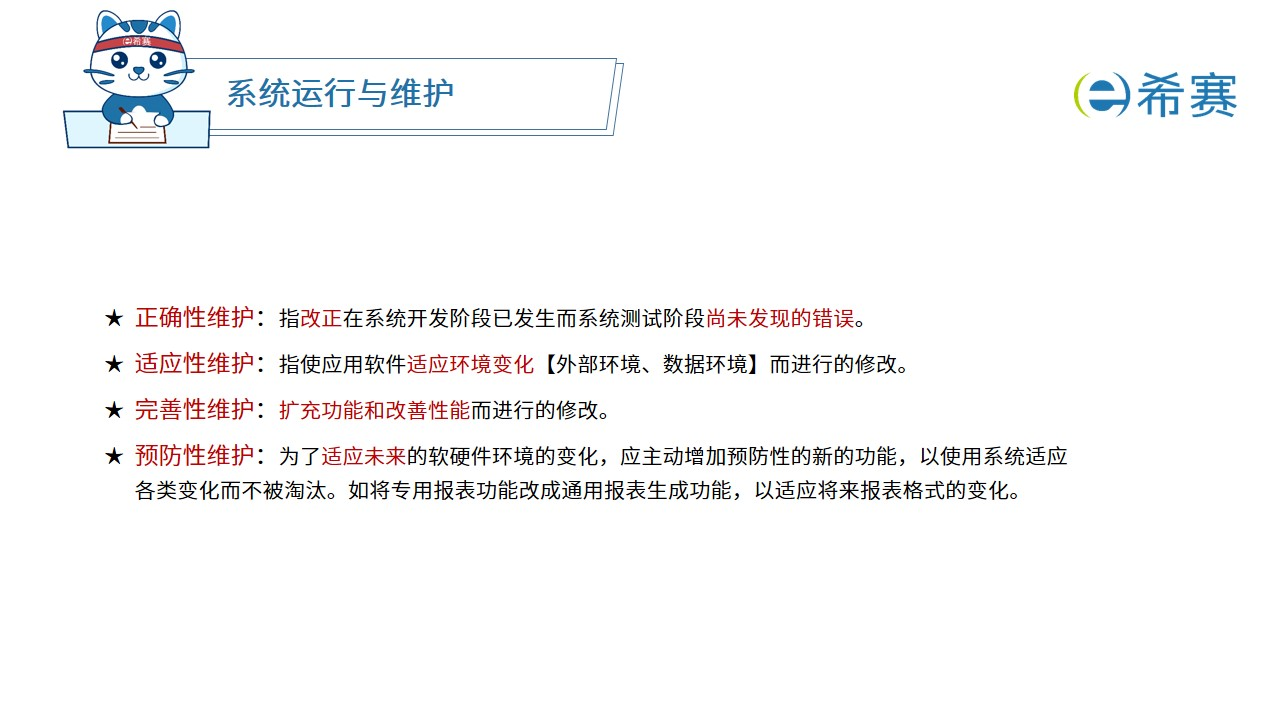 希赛
系统运行与维护
希赛
★ 正确性维护：指改正在系统开发阶段已发生而系统测试阶段尚未发现的错误。
★ 适应性维护：指使应用软件适应环境变化【外部环境、数据环境】而进行的修改。
★ 完善性维护：扩充功能和改善性能而进行的修改。
★ 预防性维护：为了适应未来的软硬件环境的变化，应主动增加预防性的新的功能，以使用系统适应
各类变化而不被淘汰。如将专用报表功能改成通用报表生成功能，以适应将来报表格式的变化。